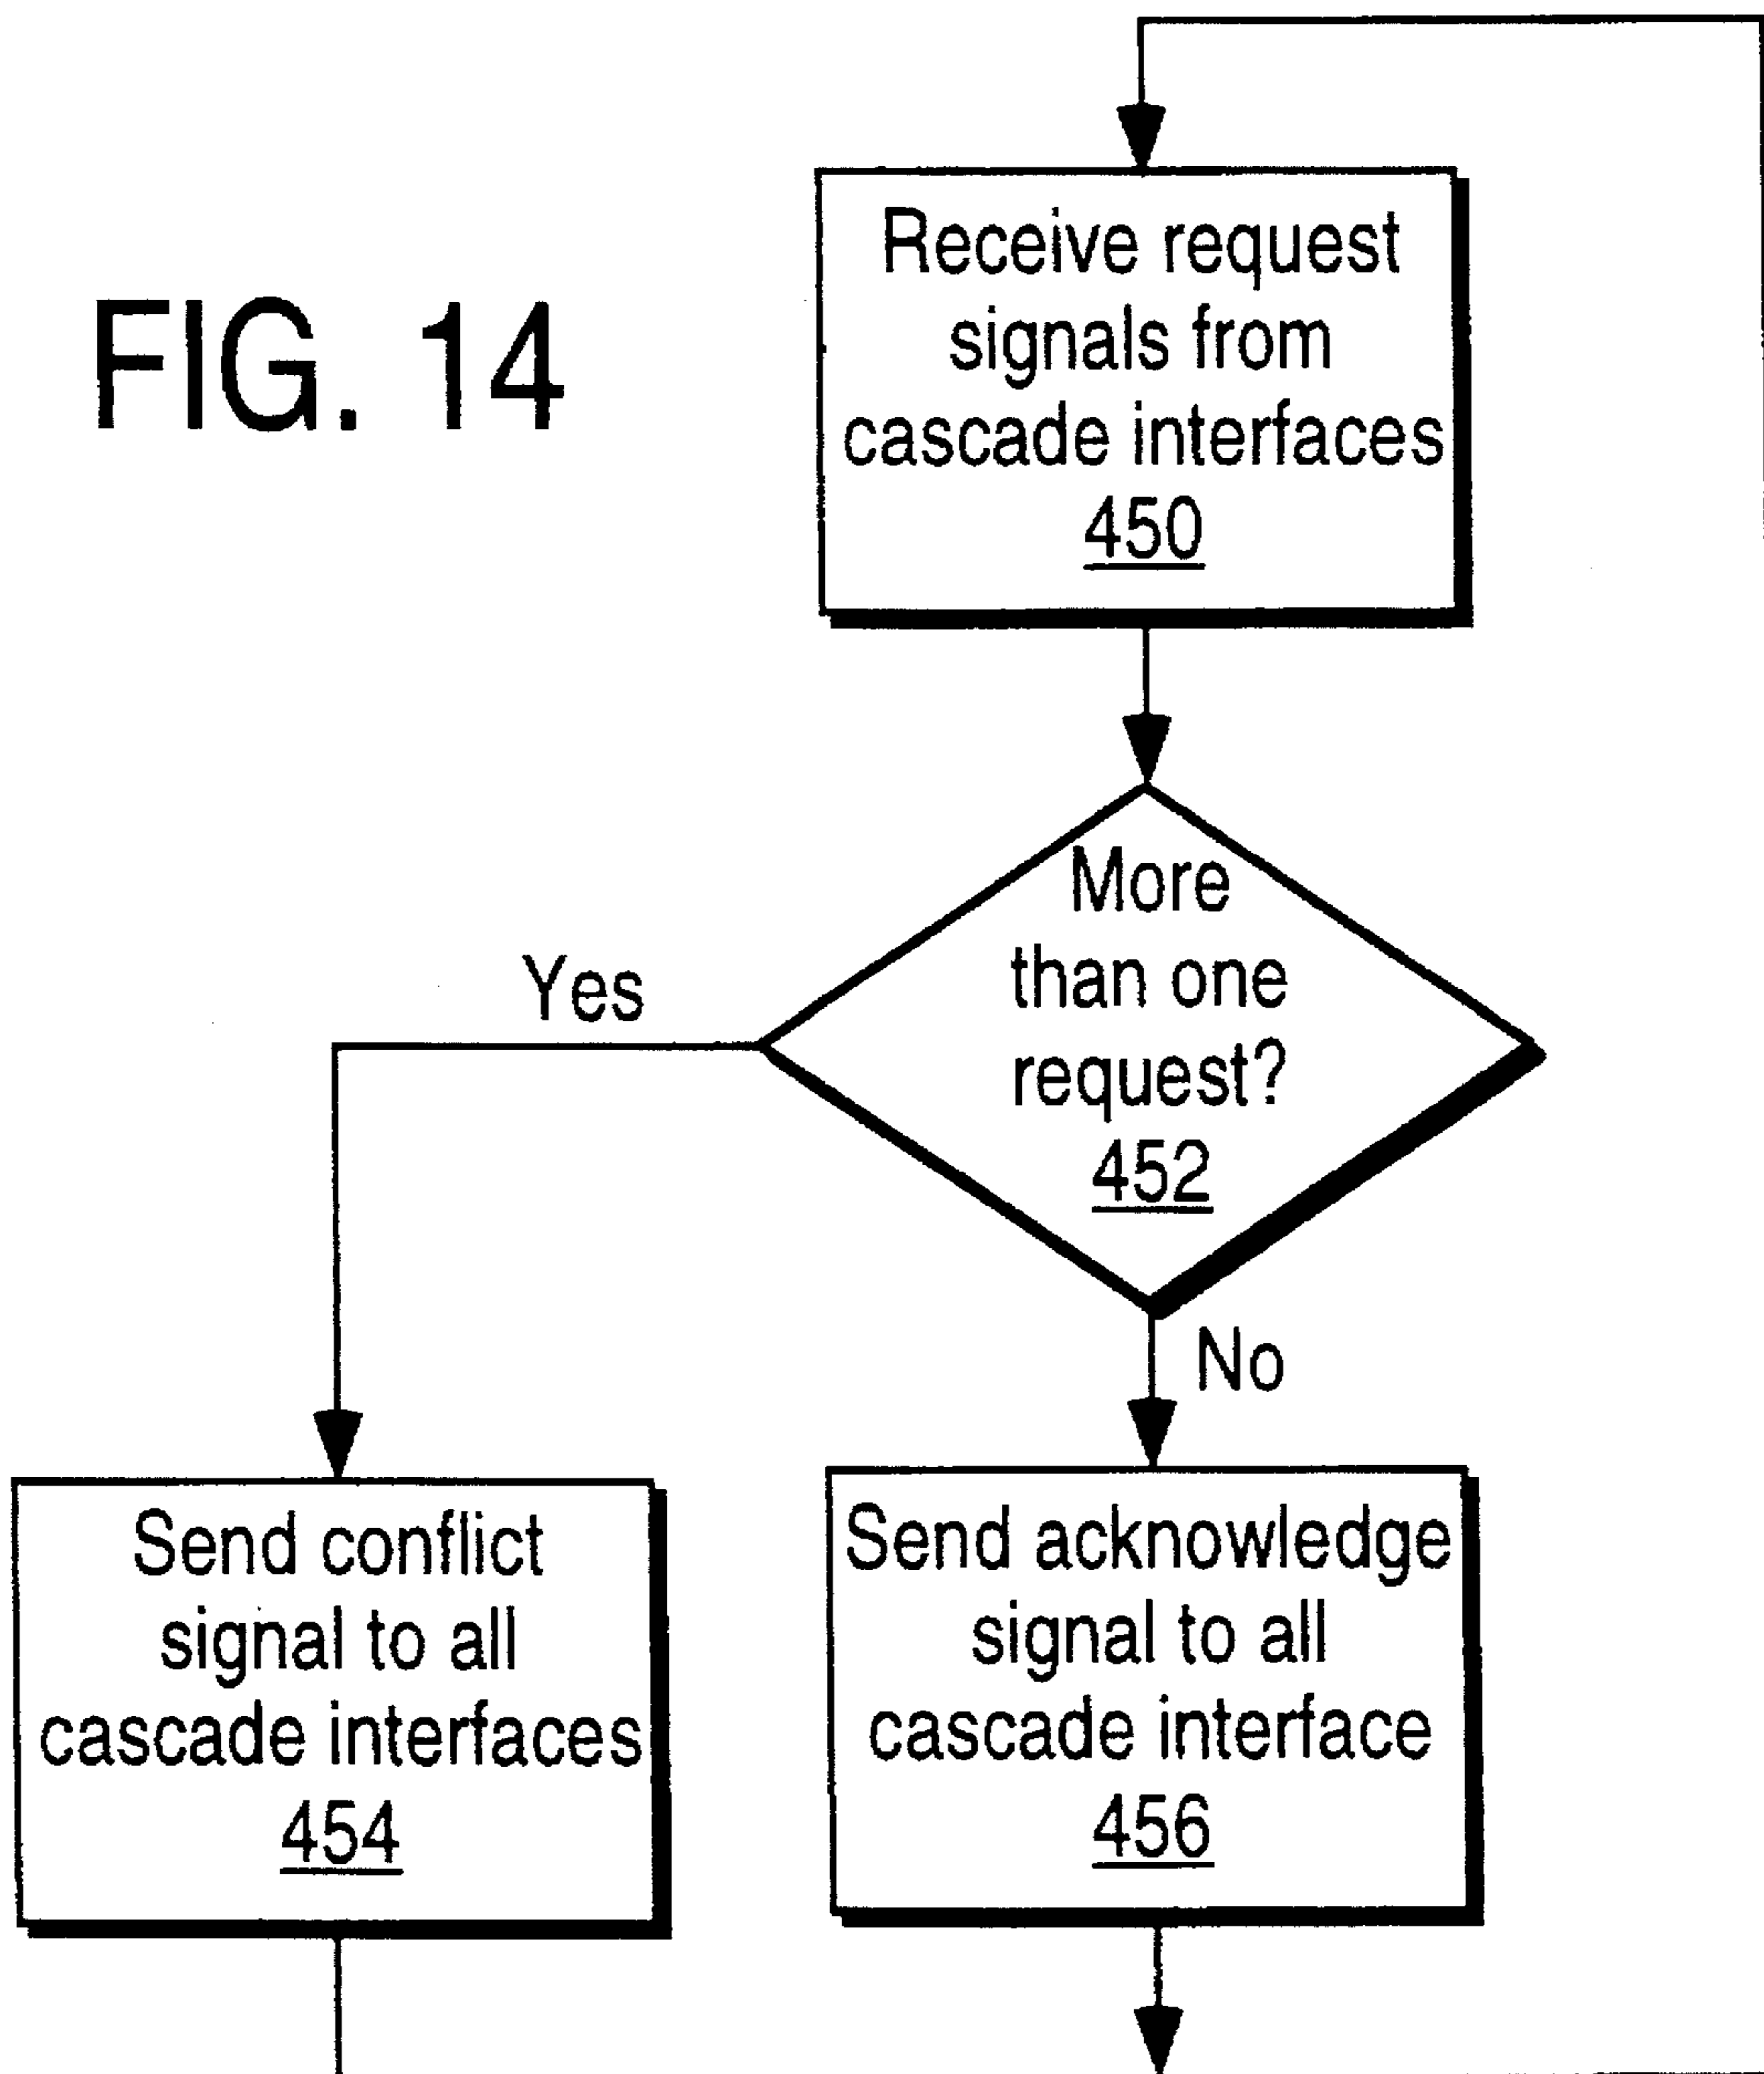 FIG. 14
Receive request
signals from
cascade interfaces
450
More
than one
request?
452
Yes
No
Send conflict
signal to all
cascade interfaces
454
Send acknowledge
signal to all
cascade interface
456